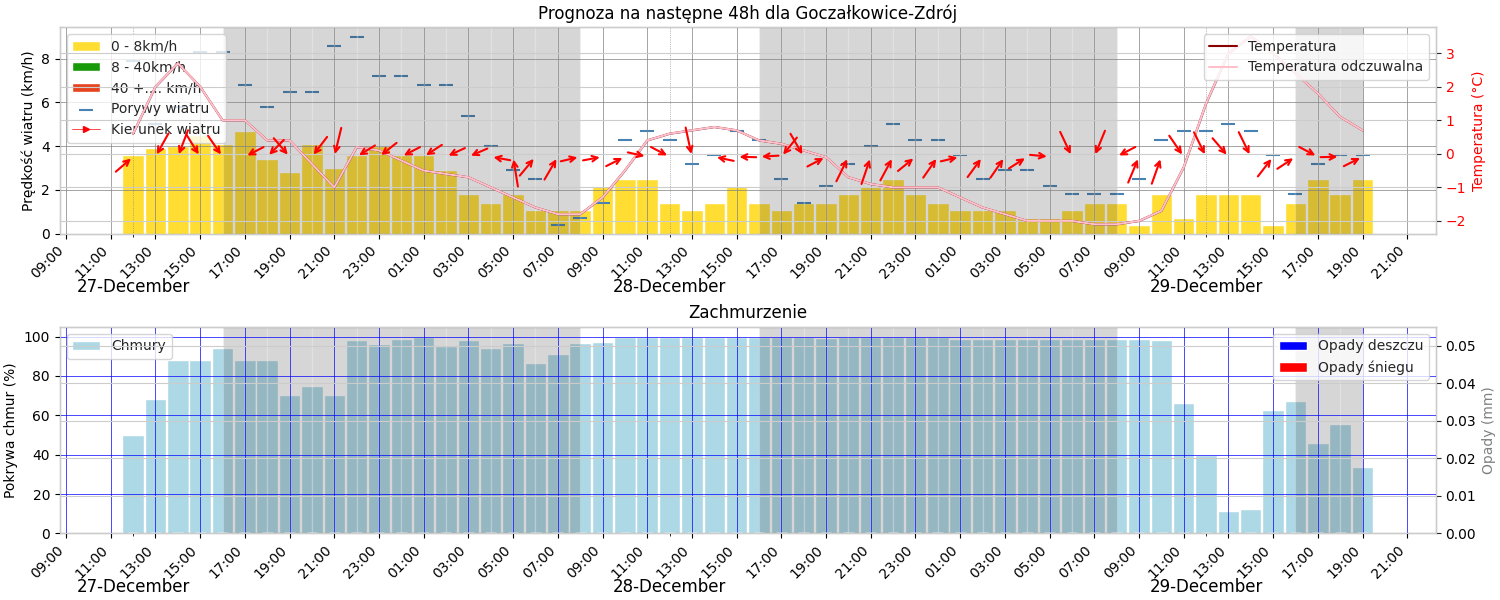 Prognoza na następne 48h dla Goczałkowice-Zdrój
Prędkość wiatru (km/h)
8
6
4
2
0
0 - 8km/h
8 - 40km/h
40 +.... km/h
Porywy wiatru
Kierunek wiatru
Temperatura
Temperatura odczuwalna
3
2
1
0
−1
−2
Temperatura (°C)
09:00 11:00 13:00 15:00 17:00 19:00 21:00 23:00 01:00 03:00 05:00 07:00 09:00 11:00 13:00 15:00 17:00 19:00 21:00 23:00 01:00 03:00 05:00 07:00 09:00 11:00 13:00 15:00 17:00 19:00 21:00
27-December 28-December 29-December
Zachmurzenie
Pokrywa chmur (%)
100
80
60
40
20
0
Chmury
Opady deszczu
Opady śniegu
0.05
0.04
0.03
0.02
0.01
0.00
Opady (mm)
09:00 11:00 13:00 15:00 17:00 19:00 21:00 23:00 01:00 03:00 05:00 07:00 09:00 11:00 13:00 15:00 17:00 19:00 21:00 23:00 01:00 03:00 05:00 07:00 09:00 11:00 13:00 15:00 17:00 19:00 21:00
27-December 28-December 29-December